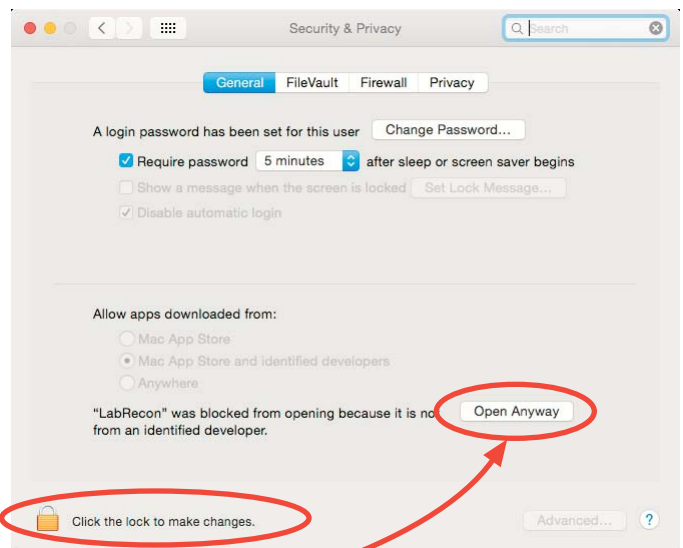 Security & Privacy
Search
General FileVault Firewall Privacy
A login password has been set for this user Change Password...
Require password 5 minutes after sleep or screen saver begins
Show a message when the screen is locked Set Lock Message...
Disable automatic login
Allow apps downloaded from:
Mac App Store
Mac App Store and identified developers
Anywhere
“LabRecon” was blocked from opening because it is no Open Anyway
from an identified developer.
Click the lock to make changes. Advanced... ?